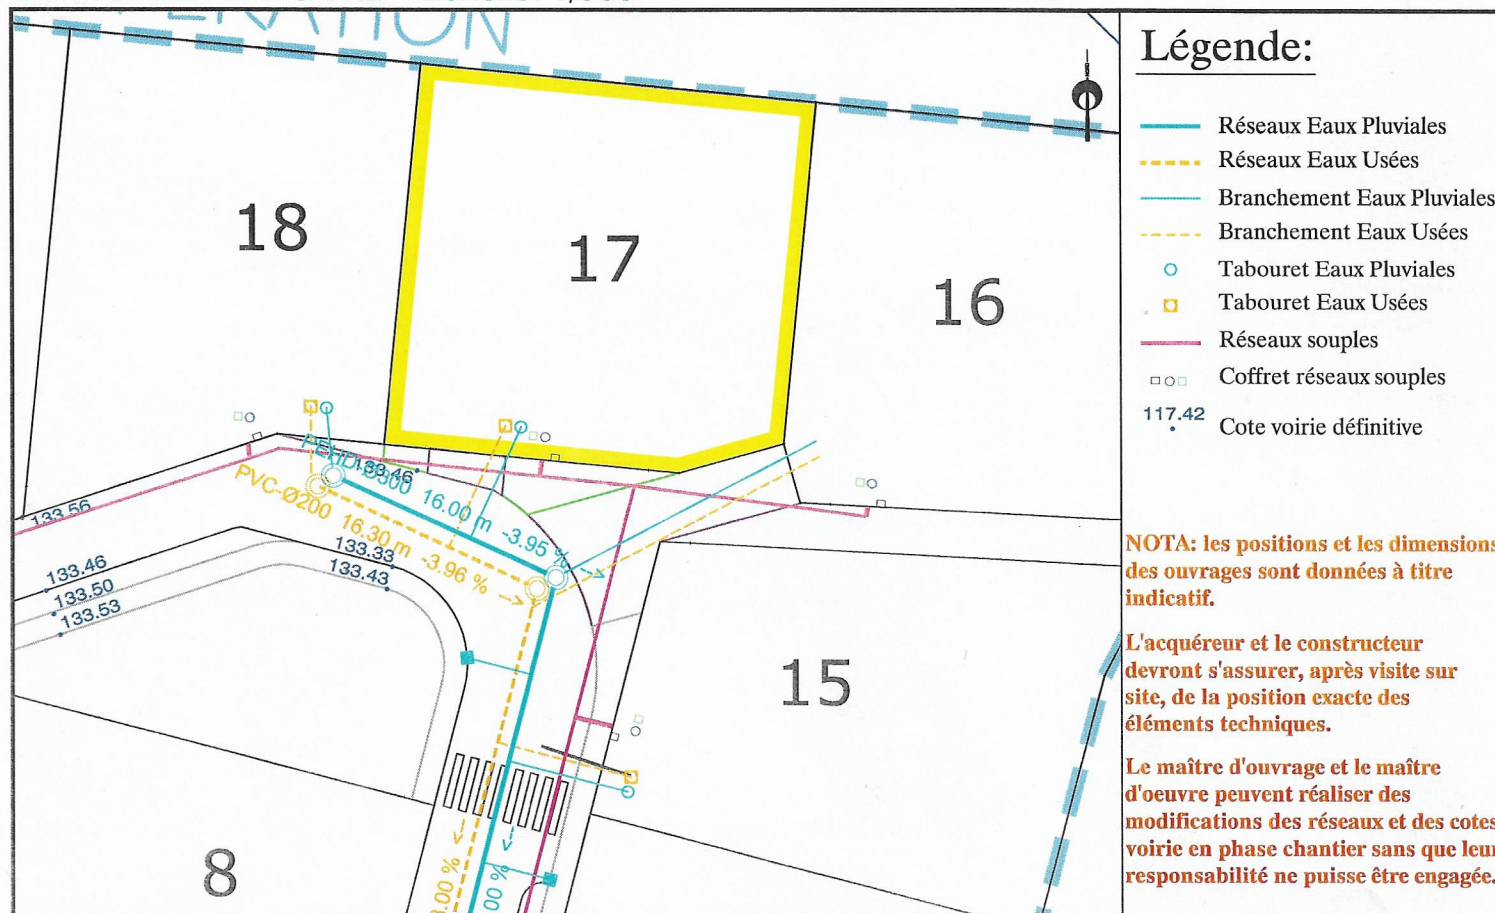 OPÉRATION
Légende:
Réseaux Eaux Pluviales
Réseaux Eaux Usées
Branchement Eaux Pluviales
Branchement Eaux Usées
Tabouret Eaux Pluviales
Tabouret Eaux Usées
Réseaux souples
Coffret réseaux souples
117.42
Cote voirie définitive
NOTA: les positions et les dimensions
des ouvrages sont données à titre
indicatif.
L'acquéreur et le constructeur
devront s'assurer, après visite sur
site, de la position exacte des
éléments techniques.
Le maître d'ouvrage et le maître
d'oeuvre peuvent réaliser des
modifications des réseaux et des cotes
voirie en phase chantier sans que leur
responsabilité ne puisse être engagée.
18
17
16
133.46
PVC-Ø200 16.30 m -3.96 %
16.00 m -3.95 %
133.56
133.33
133.43
133.46
133.50
133.53
15
8
00 %